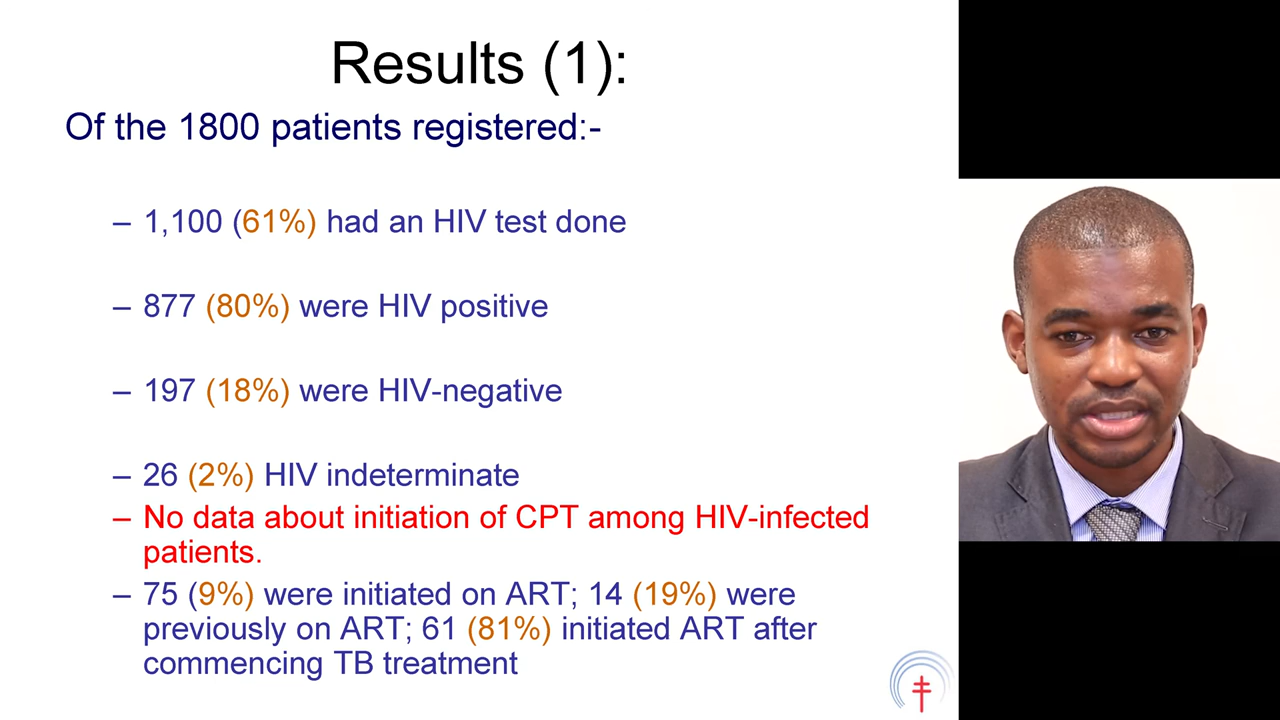 Results (1):
Of the 1800 patients registered:-
– 1,100 (61%) had an HIV test done
– 877 (80%) were HIV positive
– 197 (18%) were HIV-negative
– 26 (2%) HIV indeterminate
– No data about initiation of CPT among HIV-infected
patients.
– 75 (9%) were initiated on ART; 14 (19%) were
previously on ART; 61 (81%) initiated ART after
commencing TB treatment